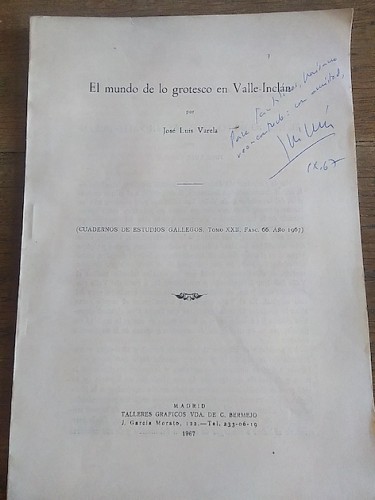 El mundo de lo grotesco en Valle-Inclán
por
José Luis Varela
Para
IX.67
(CUADERNOS DE ESTUDIOS GALLEGOS, TOMO XXII, FASC. 66. AÑO 1967)
MADRID
TALLERES GRAFICOS VDA. DE C. BERMEJO
J. García Morato, 122.—Tel. 233-06-19
1967